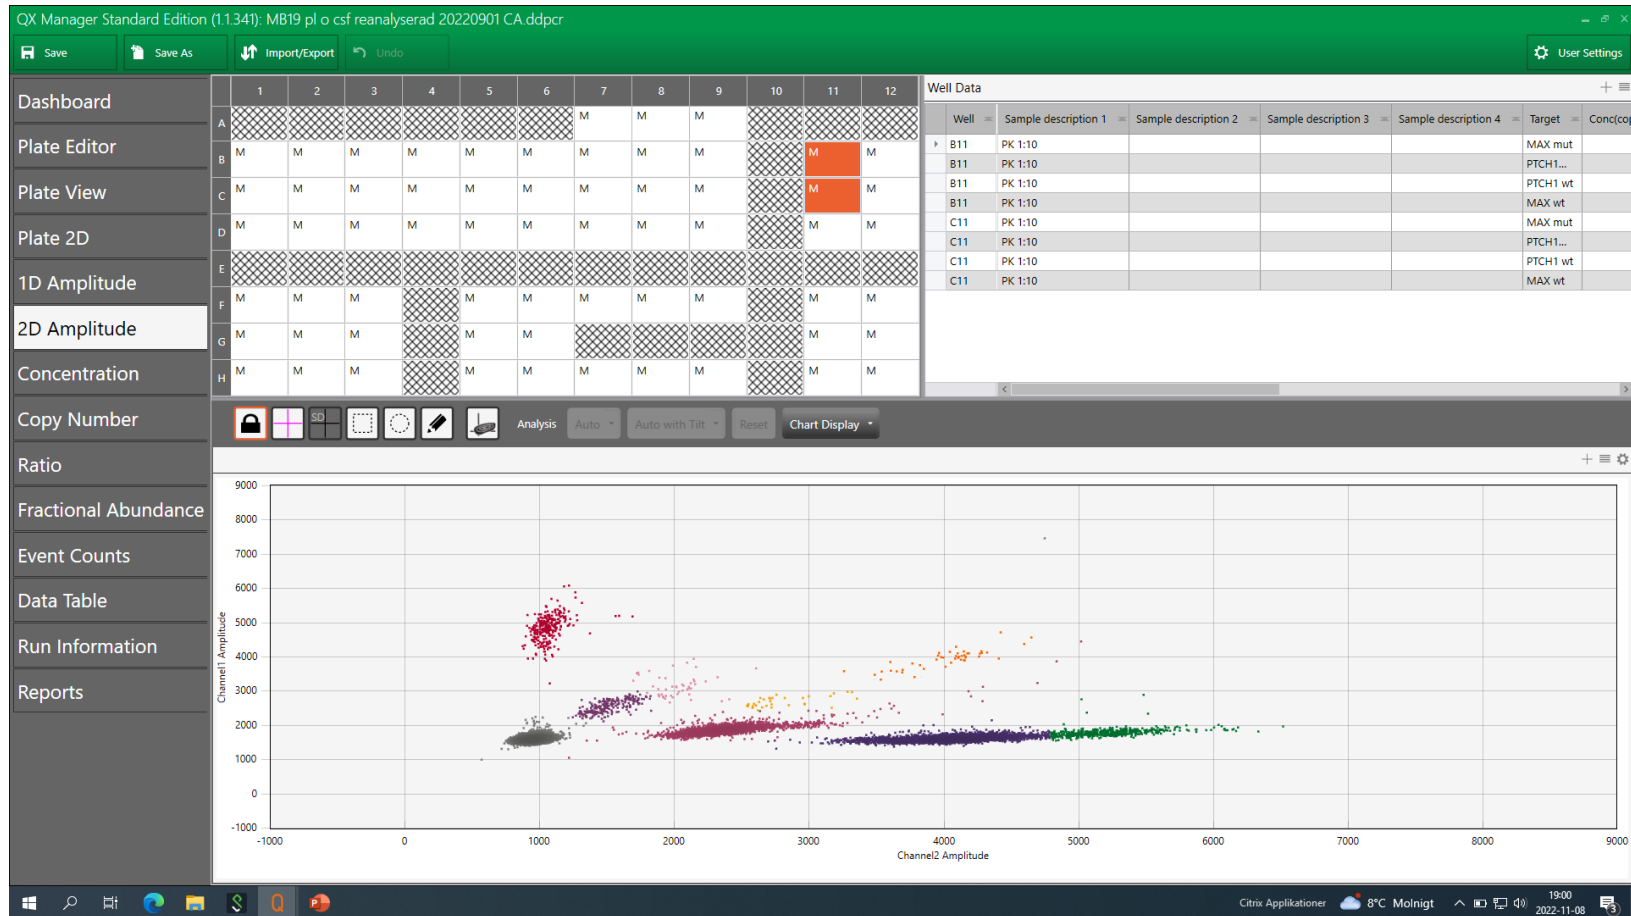 QX Manager Standard Edition (1.1.341): MB19 pl o csf reanalyserad 20220901 CA.ddpcr
Save Save As Import/Export Undo User Settings
Dashboard
Plate Editor
Plate View
Plate 2D
1D Amplitude
2D Amplitude
Concentration
Copy Number
Ratio
Fractional Abundance
Event Counts
Data Table
Run Information
Reports
1 2 3 4 5 6 7 8 9 10 11 12
A M M M
B M M M M M M M M M M M
C M M M M M M M M M M M
D M M M M M M M M M M M
E
F M M M M M M M M M M
G M M M M M M M
H M M M M M M M M M M
Well Data
Well Sample description 1 Sample description 2 Sample description 3 Sample description 4 Target Conc(cop
B11 PK 1:10 MAX mut
B11 PK 1:10 PTCH1...
B11 PK 1:10 PTCH1 wt
B11 PK 1:10 MAX wt
C11 PK 1:10 MAX mut
C11 PK 1:10 PTCH1...
C11 PK 1:10 PTCH1 wt
C11 PK 1:10 MAX wt
SD Analysis Auto Auto with Tilt Reset Chart Display
Channel1 Amplitude
9000
8000
7000
6000
5000
4000
3000
2000
1000
0
-1000
-1000 0 1000 2000 3000 4000 5000 6000 7000 8000 9000
Channel2 Amplitude
Citrix Applikationer 8°C Molnigt 19:00
2022-11-08 3